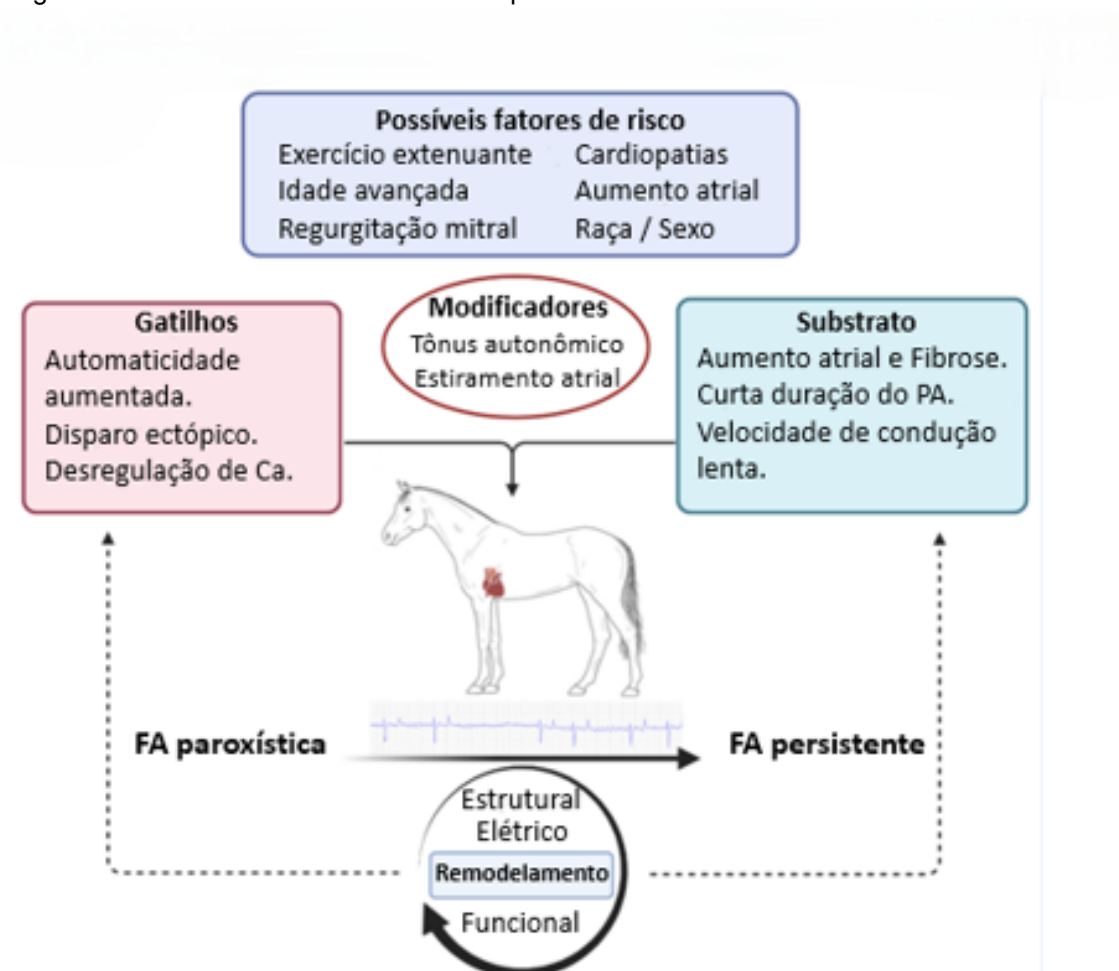 Possíveis fatores de risco
Exercício extenuante Cardiopatias
Idade avançada Aumento atrial
Regurgitação mitral Raça / Sexo
Modificadores
Tônus autonômico
Estiramento atrial
Gatilhos
Automaticidade
aumentada.
Disparo ectópico.
Desregulação de Ca.
Substrato
Aumento atrial e Fibrose.
Curta duração do PA.
Velocidade de condução
lenta.
FA paroxística
FA persistente
Estrutural
Elétrico
Remodelamento
Funcional